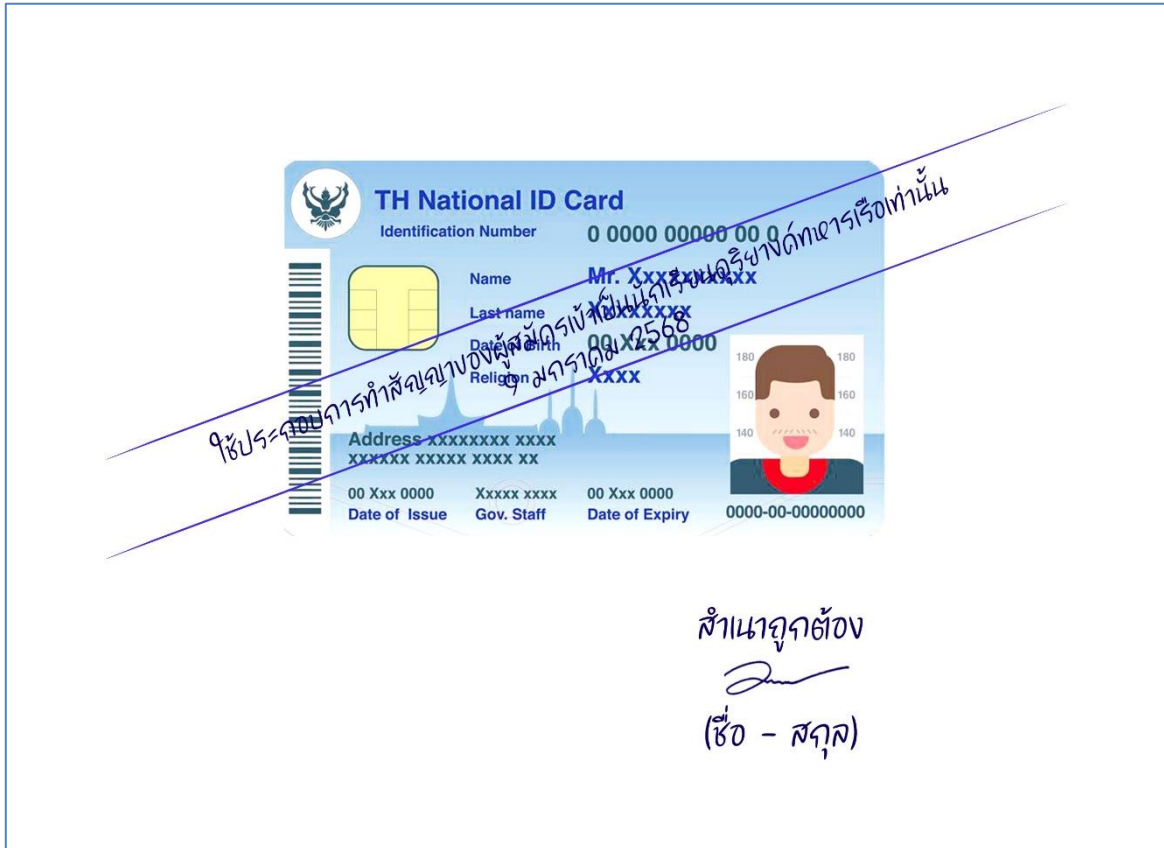 TH National ID Card
Identification Number 0 0000 00000 00 0
Name Mr. Xxxxxxxxxxx
Last name Xxxxxxxx
Date of Birth 00 Xxx 0000
Religion Xxxx
ใช้ประกอบการทำสัญญาของผู้สมัครเข้าเป็นนักเรียนดุริยางค์ทหารเรือเท่านั้น
9 มกราคม 2568
180 180
160 160
140 140
Address xxxxxxxx xxxx
xxxxxx xxxxx xxxx xx
00 Xxx 0000 Xxxxx xxxx 00 Xxx 0000
Date of Issue Gov. Staff Date of Expiry 0000-00-00000000
สำเนาถูกต้อง
(ชื่อ - สกุล)